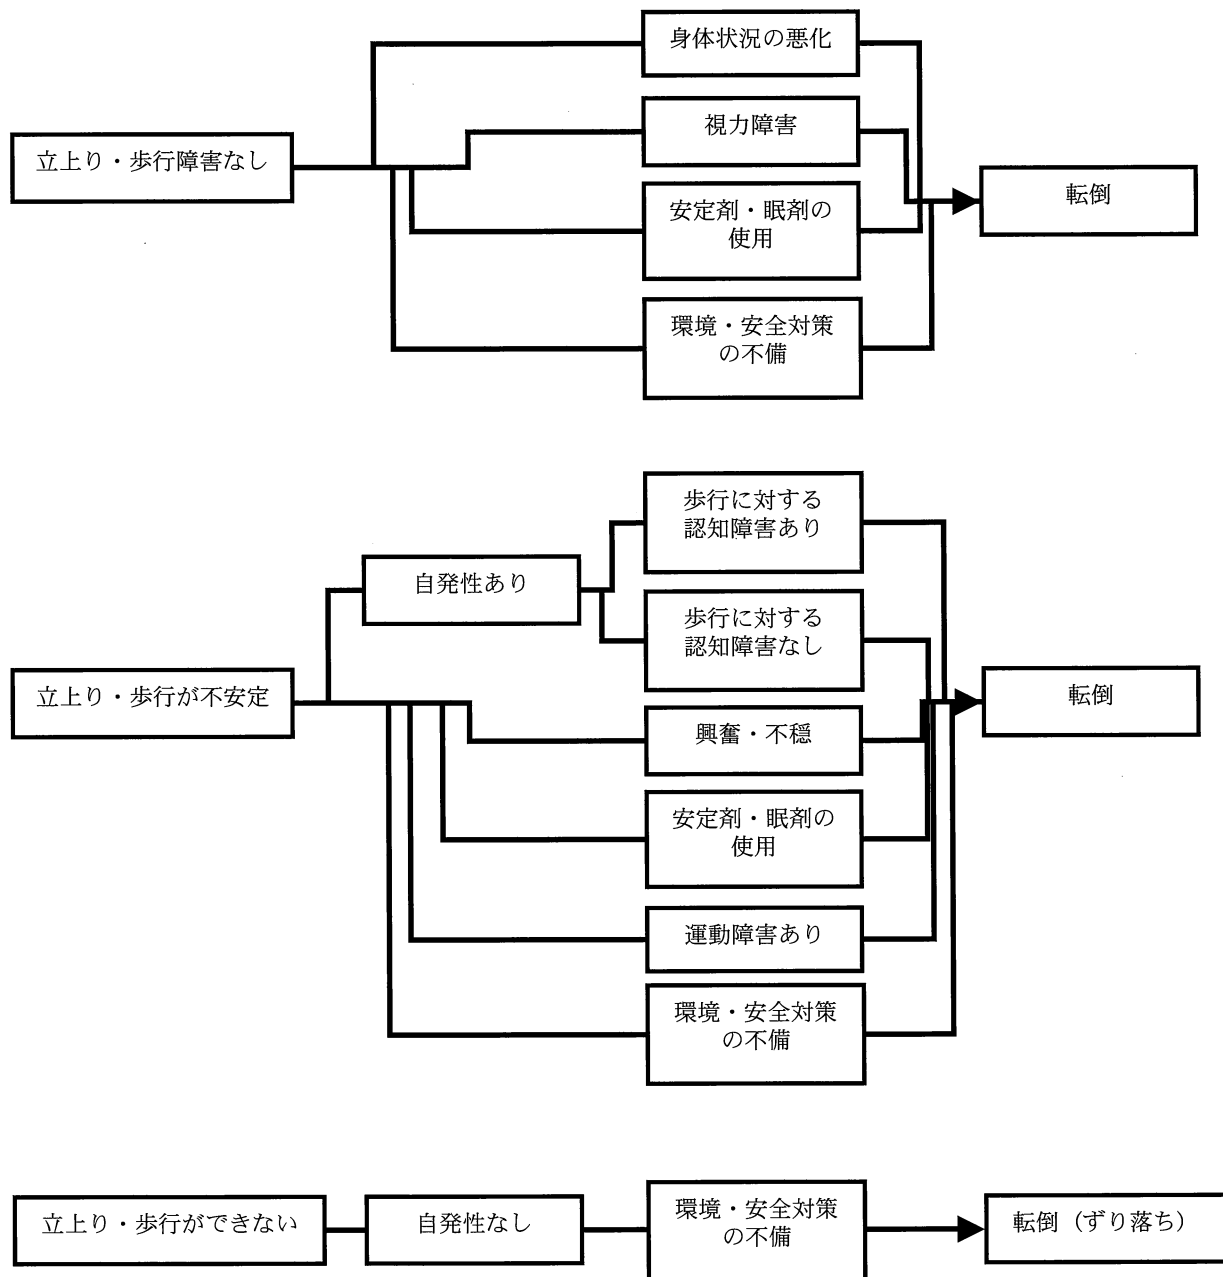 身体状況の悪化
視力障害
立上り・歩行障害なし
安定剤・眠剤の
使用
転倒
環境・安全対策
の不備
歩行に対する
認知障害あり
自発性あり
歩行に対する
認知障害なし
立上り・歩行が不安定
興奮・不穏
転倒
安定剤・眠剤の
使用
運動障害あり
環境・安全対策
の不備
立上り・歩行ができない
自発性なし
環境・安全対策
の不備
転倒（ずり落ち）